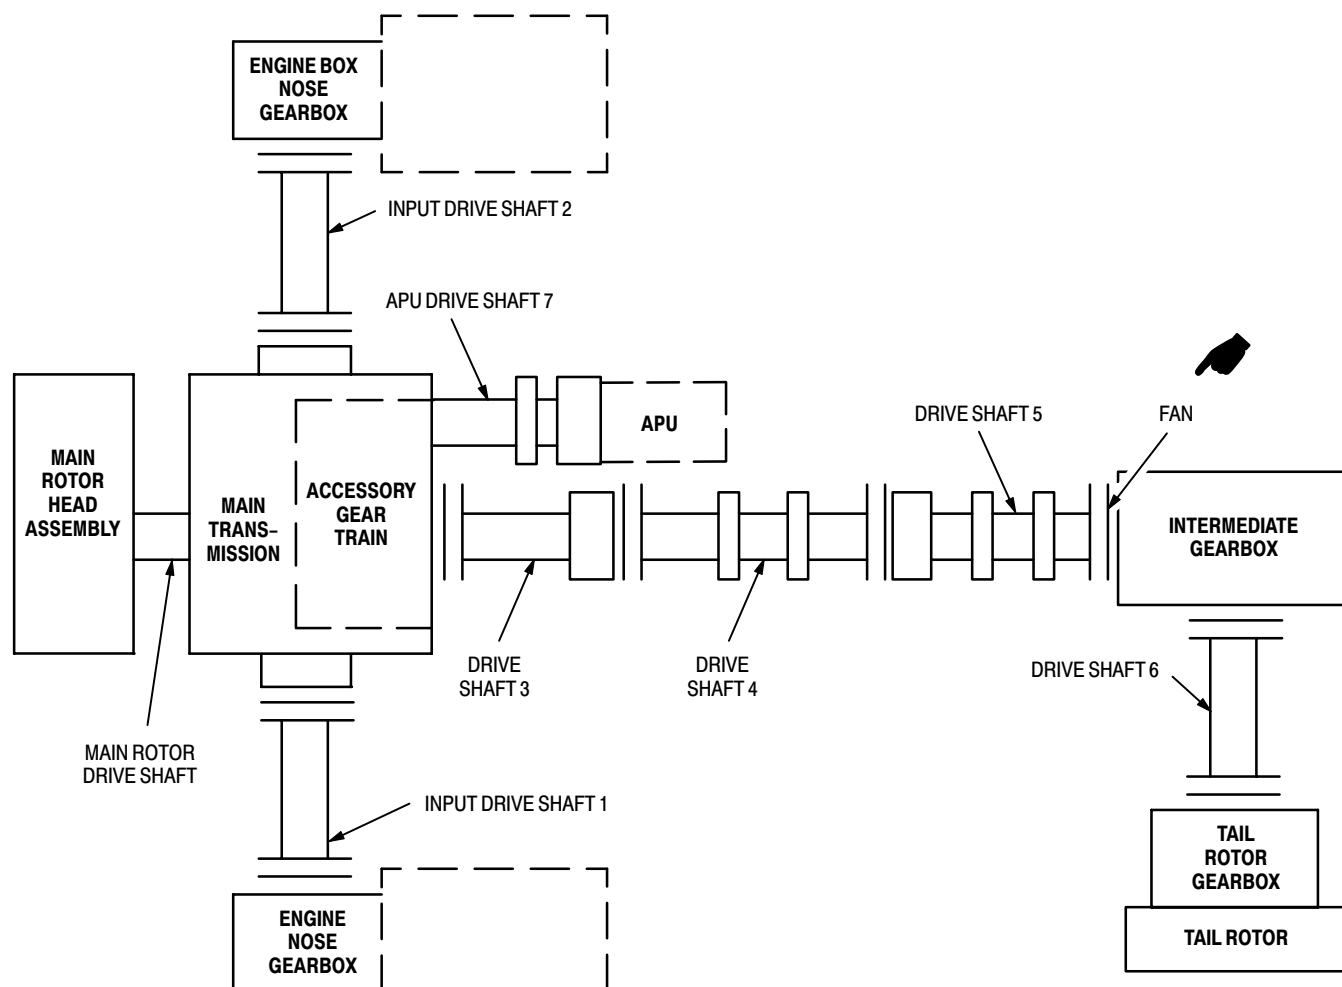 ENGINE BOX
NOSE
GEARBOX
INPUT DRIVE SHAFT 2
APU DRIVE SHAFT 7
MAIN
ROTOR
HEAD
ASSEMBLY
MAIN
TRANS-
MISSION
ACCESSORY
GEAR
TRAIN
APU
DRIVE SHAFT 5
FAN
INTERMEDIATE
GEARBOX
DRIVE
SHAFT 3
DRIVE
SHAFT 4
DRIVE SHAFT 6
MAIN ROTOR
DRIVE SHAFT
INPUT DRIVE SHAFT 1
TAIL
ROTOR
GEARBOX
TAIL ROTOR
ENGINE
NOSE
GEARBOX